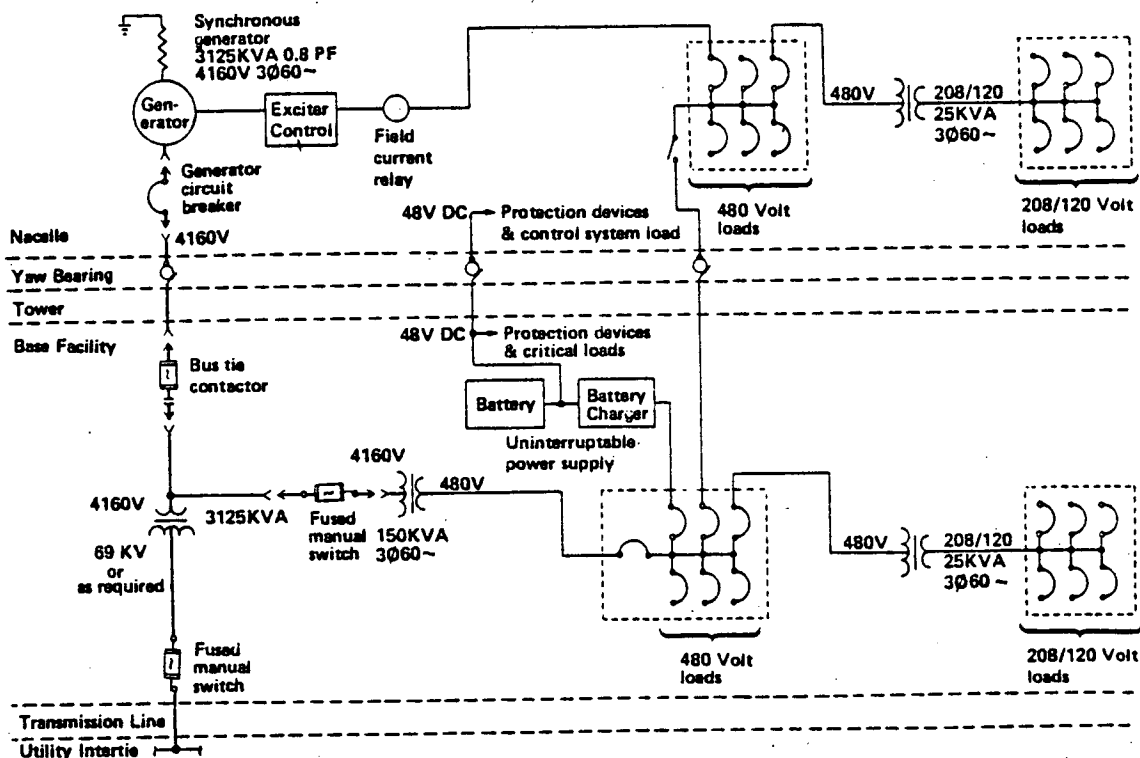 Synchronous
generator
3125KVA 0.8 PF
4160V 3Ø60~
Gen-
erator
Exciter
Control
Field
current
relay
480V
208/120
25KVA
3Ø60~
480 Volt
loads
208/120 Volt
loads
Generator
circuit
breaker
48V DC
Protection devices
& control system load
Nacelle
4160V
Yaw Bearing
Tower
Base Facility
48V DC
Protection devices
& critical loads
Bus tie
contactor
Battery
Battery
Charger
Uninterruptable
power supply
4160V
480V
4160V
3125KVA
Fused
manual
switch
150KVA
3Ø60~
480V
208/120
25KVA
3Ø60~
69 KV
or
as required
Fused
manual
switch
480 Volt
loads
208/120 Volt
loads
Transmission Line
Utility Intertie